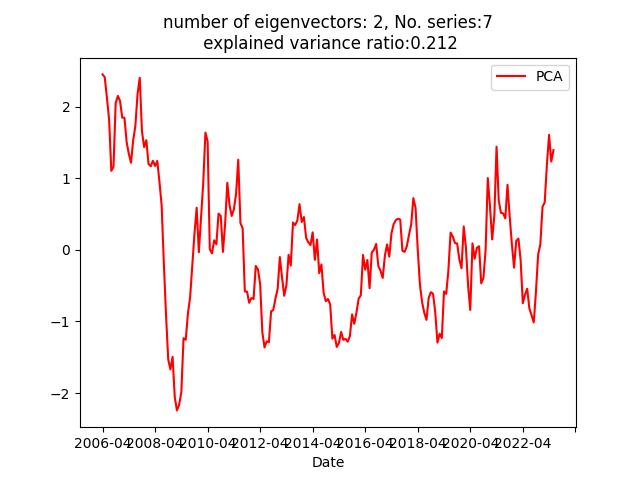 number of eigenvectors: 2, No. series:7
explained variance ratio:0.212
PCA
2
1
0
−1
−2
2006-04 2008-04 2010-04 2012-04 2014-04 2016-04 2018-04 2020-04 2022-04
Date